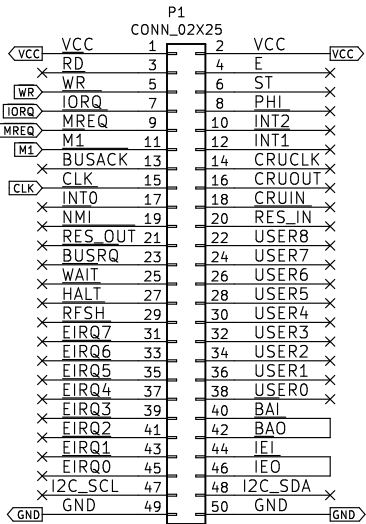 P1
CONN_02X25
VCC VCC 1 2 VCC VCC
RD 3 4 E
WR WR 5 6 ST
IORQ IORQ 7 8 PHI
MREQ MREQ 9 10 INT2
M1 M1 11 12 INT1
BUSACK 13 14 CRUCLK
CLK CLK 15 16 CRUOUT
INT0 17 18 CRUIN
NMI 19 20 RES_IN
RES_OUT 21 22 USER8
BUSRQ 23 24 USER7
WAIT 25 26 USER6
HALT 27 28 USER5
RFSH 29 30 USER4
EIRQ7 31 32 USER3
EIRQ6 33 34 USER2
EIRQ5 35 36 USER1
EIRQ4 37 38 USER0
EIRQ3 39 40 BAI
EIRQ2 41 42 BAO
EIRQ1 43 44 IEI
EIRQ0 45 46 IEO
I2C_SCL 47 48 I2C_SDA
GND GND 49 50 GND GND